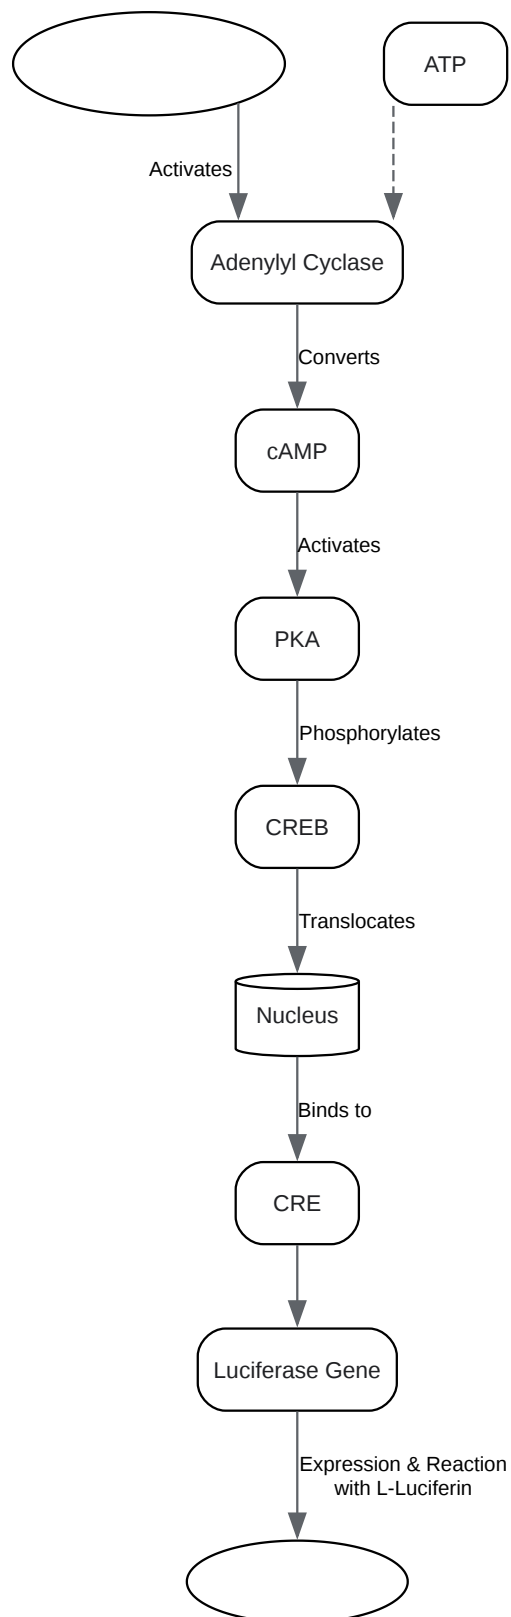 ATP
Activates
Adenylyl Cyclase
Converts
cAMP
Activates
PKA
Phosphorylates
CREB
Translocates
Nucleus
Binds to
CRE
Luciferase Gene
Expression & Reaction
with L-Luciferin